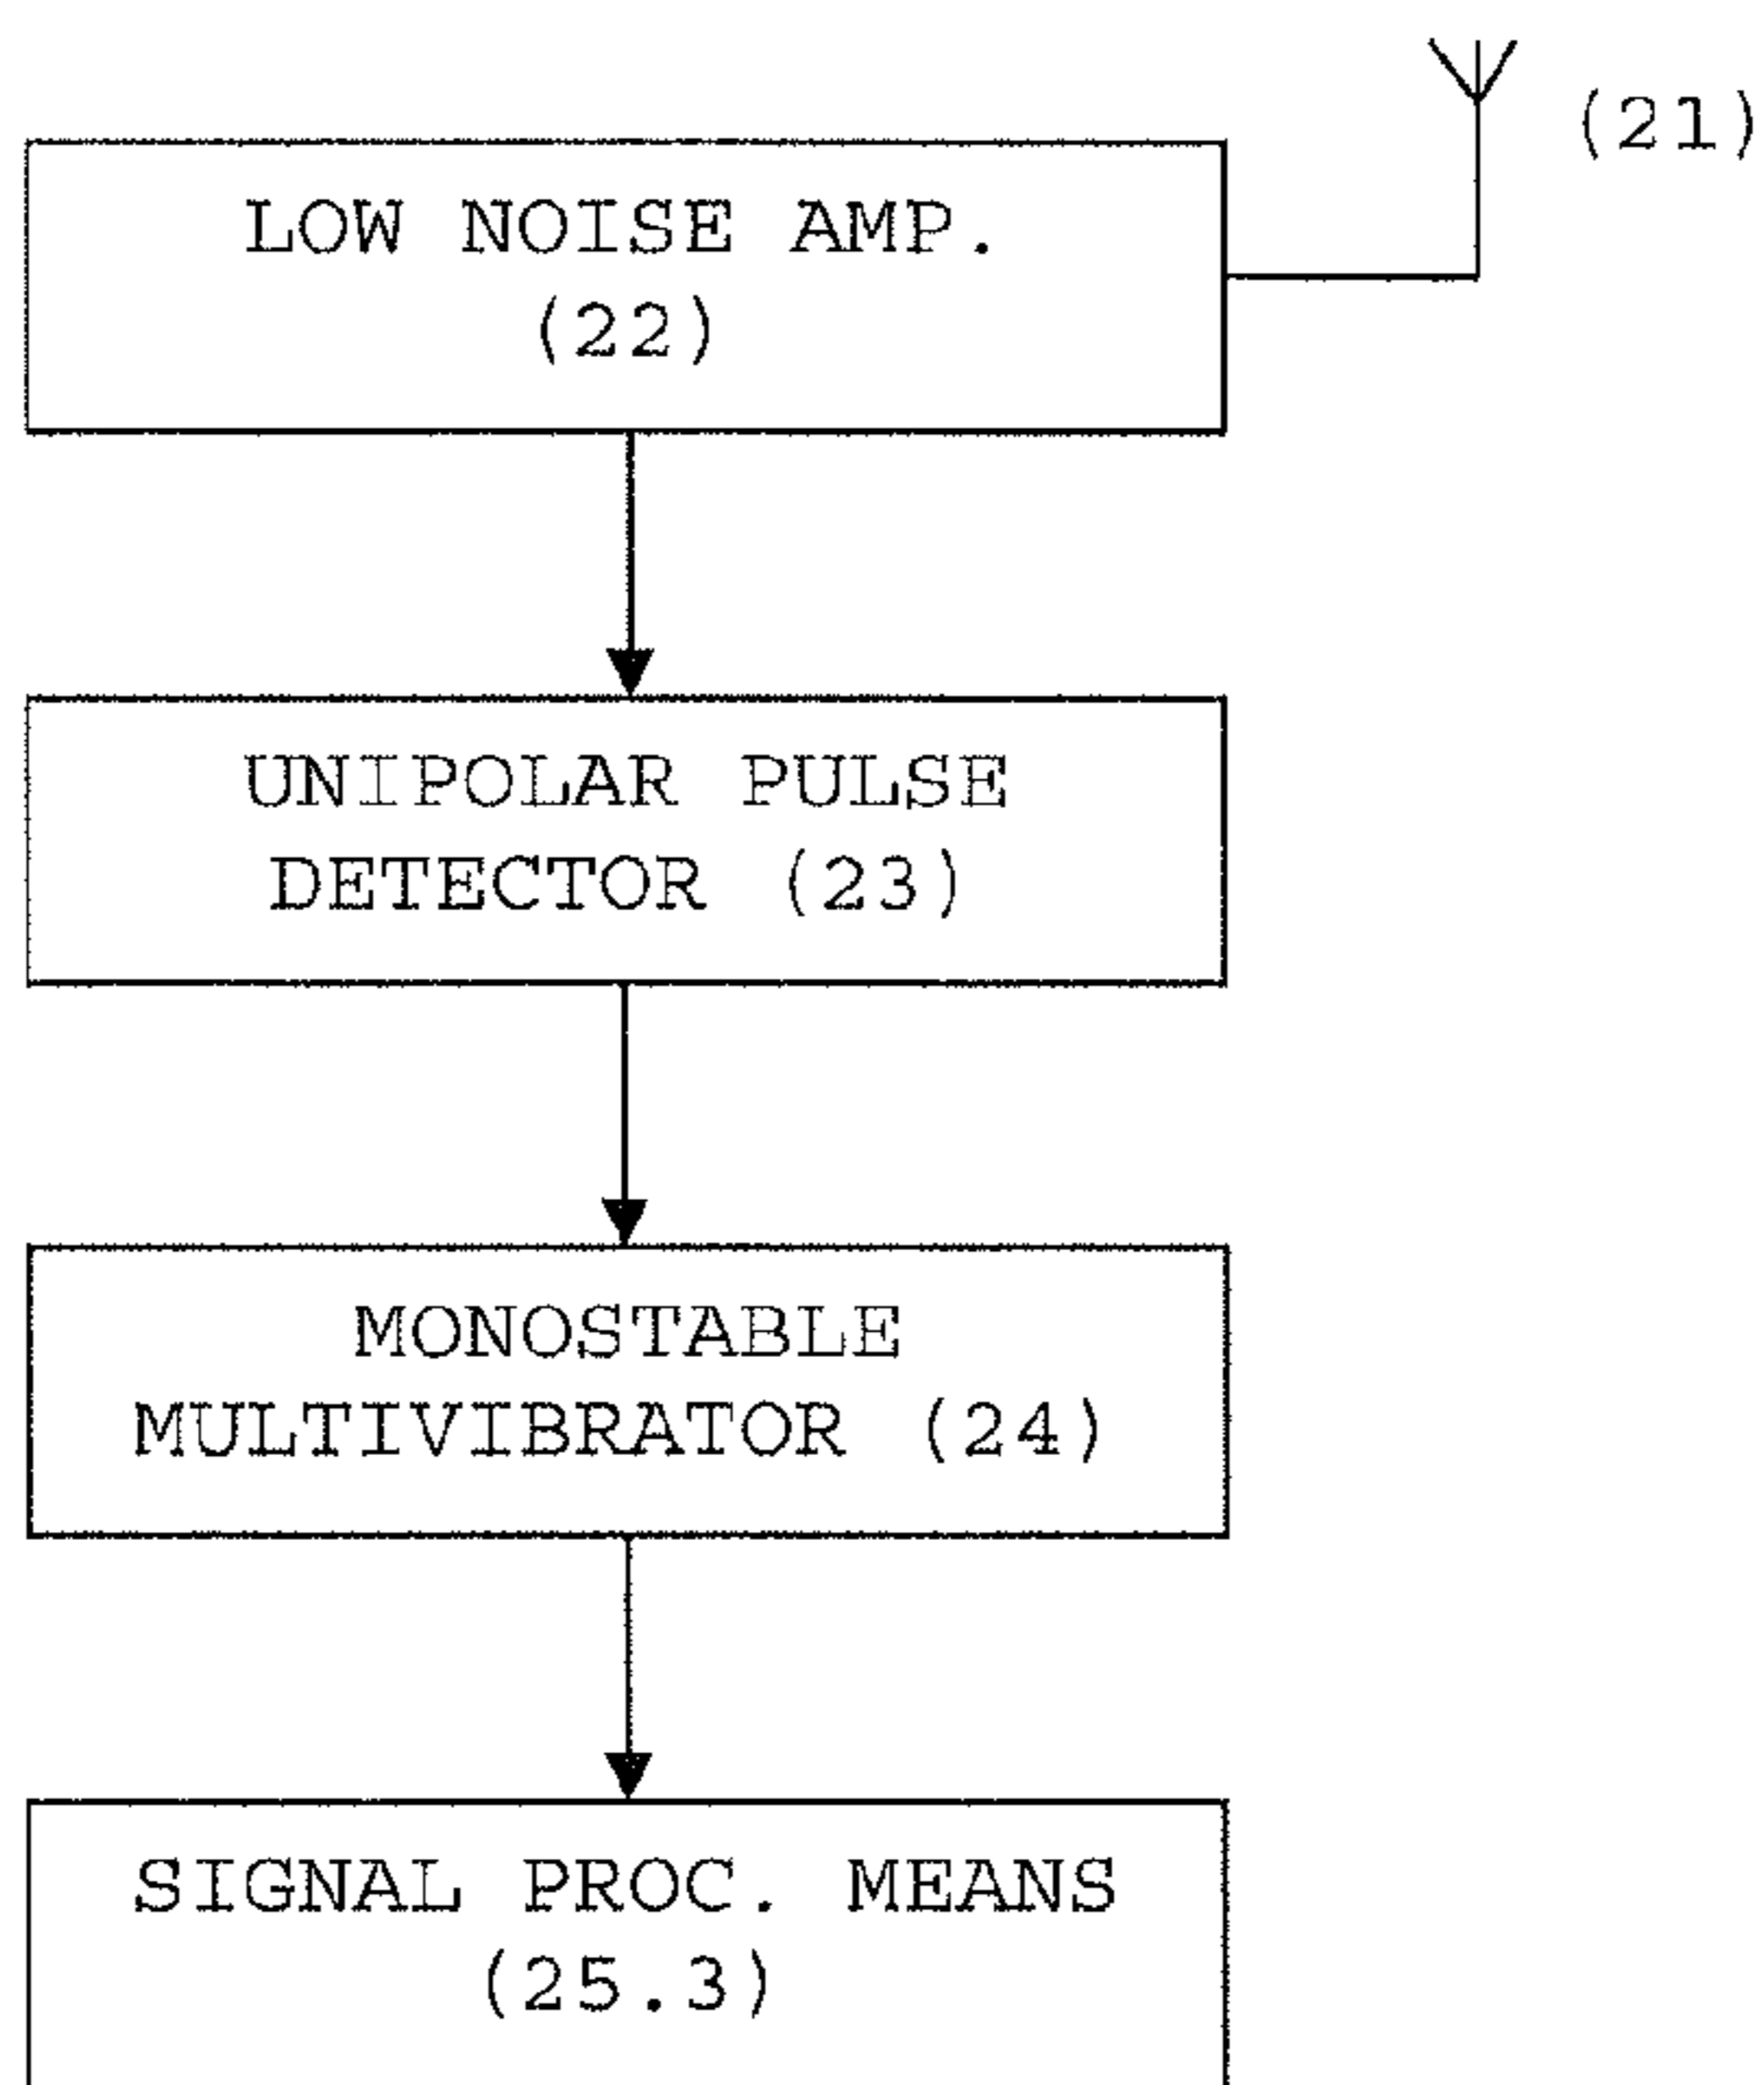 (21)
LOW NOISE AMP.
(22)
UNIPOLAR PULSE
DETECTOR (23)
MONOSTABLE
MULTIVIBRATOR (24)
SIGNAL PROC. MEANS
(25.3)